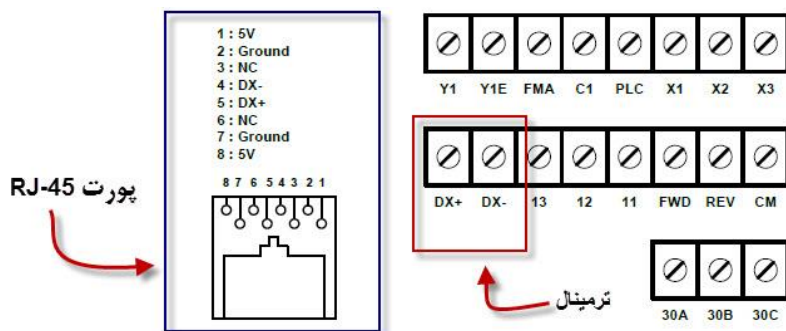 1 : 5V
2 : Ground
3 : NC
4 : DX-
5 : DX+
6 : NC
7 : Ground
8 : 5V
8 7 6 5 4 3 2 1
پورت RJ-45
Y1 Y1E FMA C1 PLC X1 X2 X3
DX+ DX- 13 12 11 FWD REV CM
ترمینال
30A 30B 30C